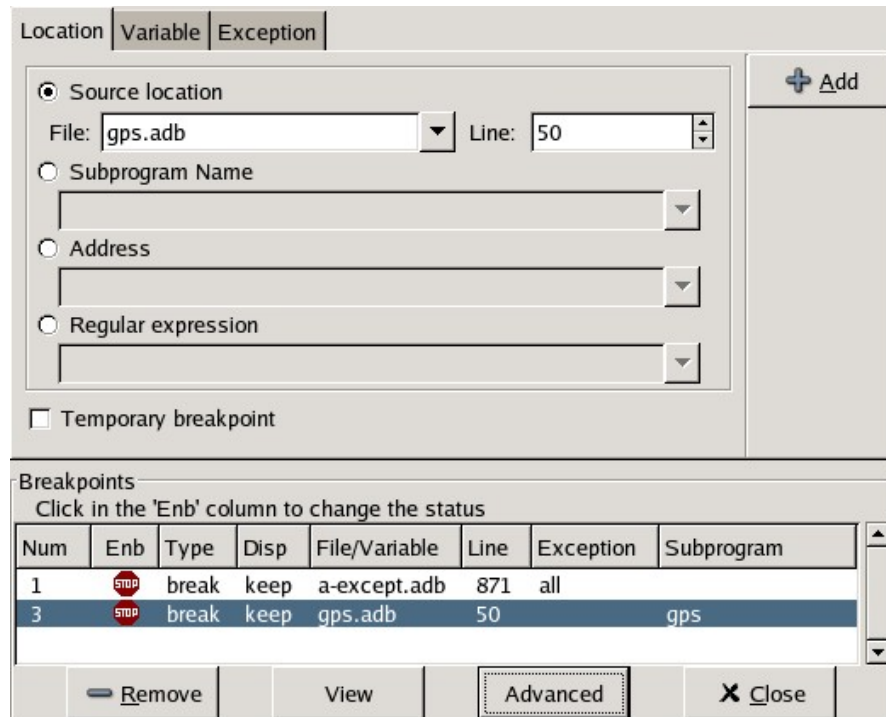 Location Variable Exception
Source location
Add
File: gps.adb Line: 50
Subprogram Name
Address
Regular expression
Temporary breakpoint
Breakpoints
Click in the 'Enb' column to change the status
Num Enb Type Disp File/Variable Line Exception Subprogram
1 STOP break keep a-except.adb 871 all
3 STOP break keep gps.adb 50 gps
Remove View Advanced Close